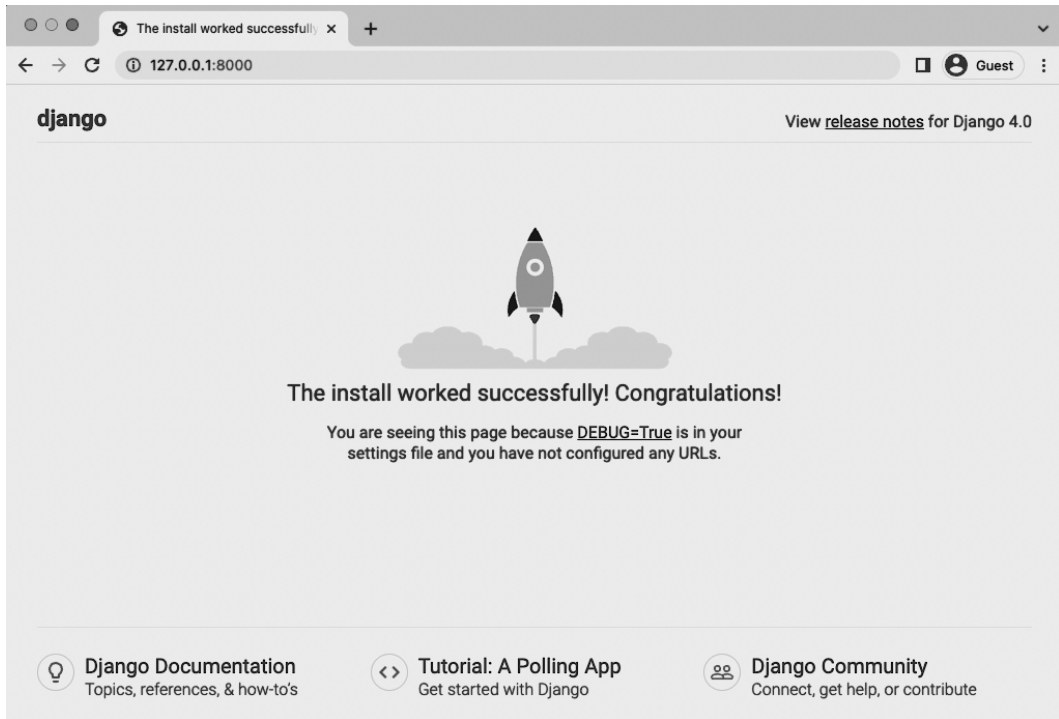 The install worked successfully
127.0.0.1:8000
Guest
django
View release notes for Django 4.0
The install worked successfully! Congratulations!
You are seeing this page because DEBUG=True is in your
settings file and you have not configured any URLs.
Django Documentation
Topics, references, & how-to’s
Tutorial: A Polling App
Get started with Django
Django Community
Connect, get help, or contribute